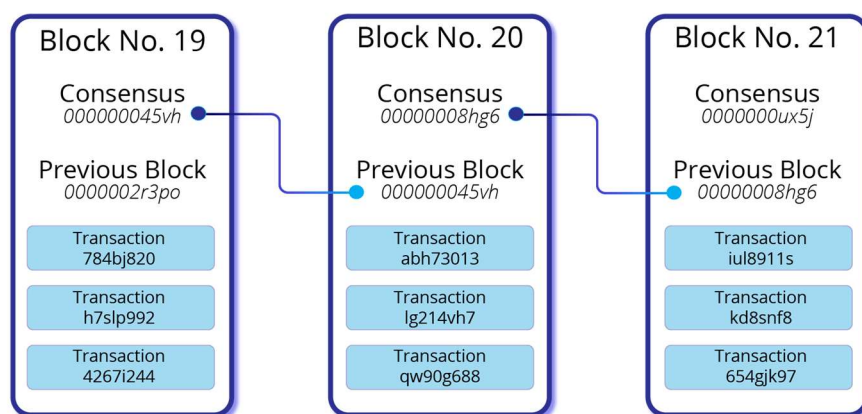 Block No. 19
Consensus
000000045vh
Previous Block
0000002r3po
Transaction
784bj820
Transaction
h7slp992
Transaction
4267i244
Block No. 20
Consensus
00000008hg6
Previous Block
000000045vh
Transaction
abh73013
Transaction
lg214vh7
Transaction
qw90g688
Block No. 21
Consensus
0000000ux5j
Previous Block
00000008hg6
Transaction
iul8911s
Transaction
kd8snf8
Transaction
654gjk97